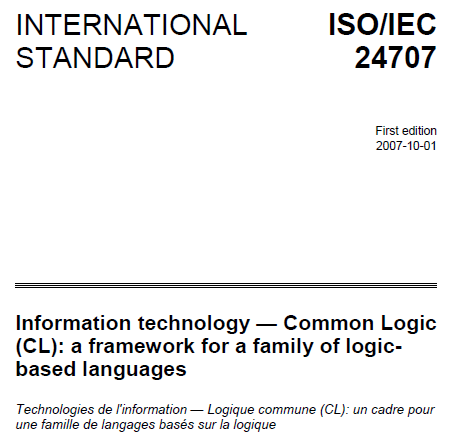 INTERNATIONAL
STANDARD
ISO/IEC
24707
First edition
2007-10-01
Information technology — Common Logic
(CL): a framework for a family of logic-
based languages
Technologies de l'information — Logique commune (CL): un cadre pour
une famille de langages basés sur la logique